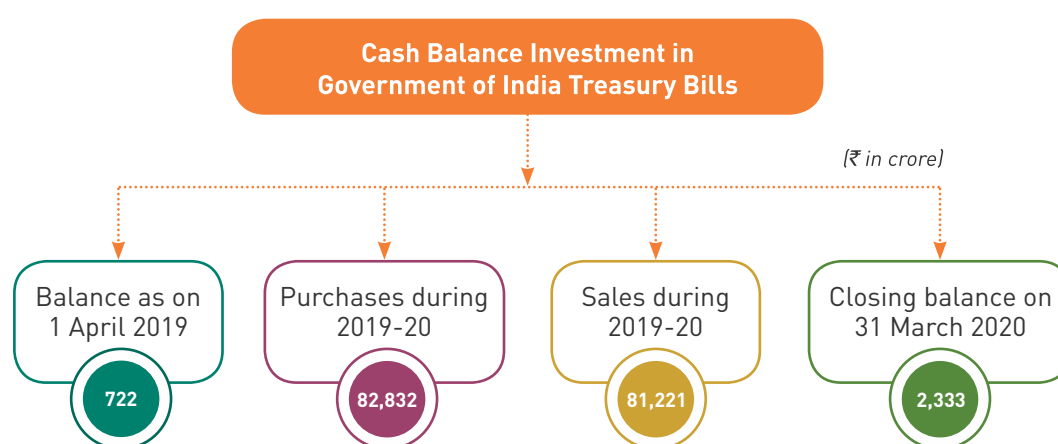 Cash Balance Investment in
Government of India Treasury Bills
(₹ in crore)
Balance as on
1 April 2019
722
Purchases during
2019-20
82,832
Sales during
2019-20
81,221
Closing balance on
31 March 2020
2,333